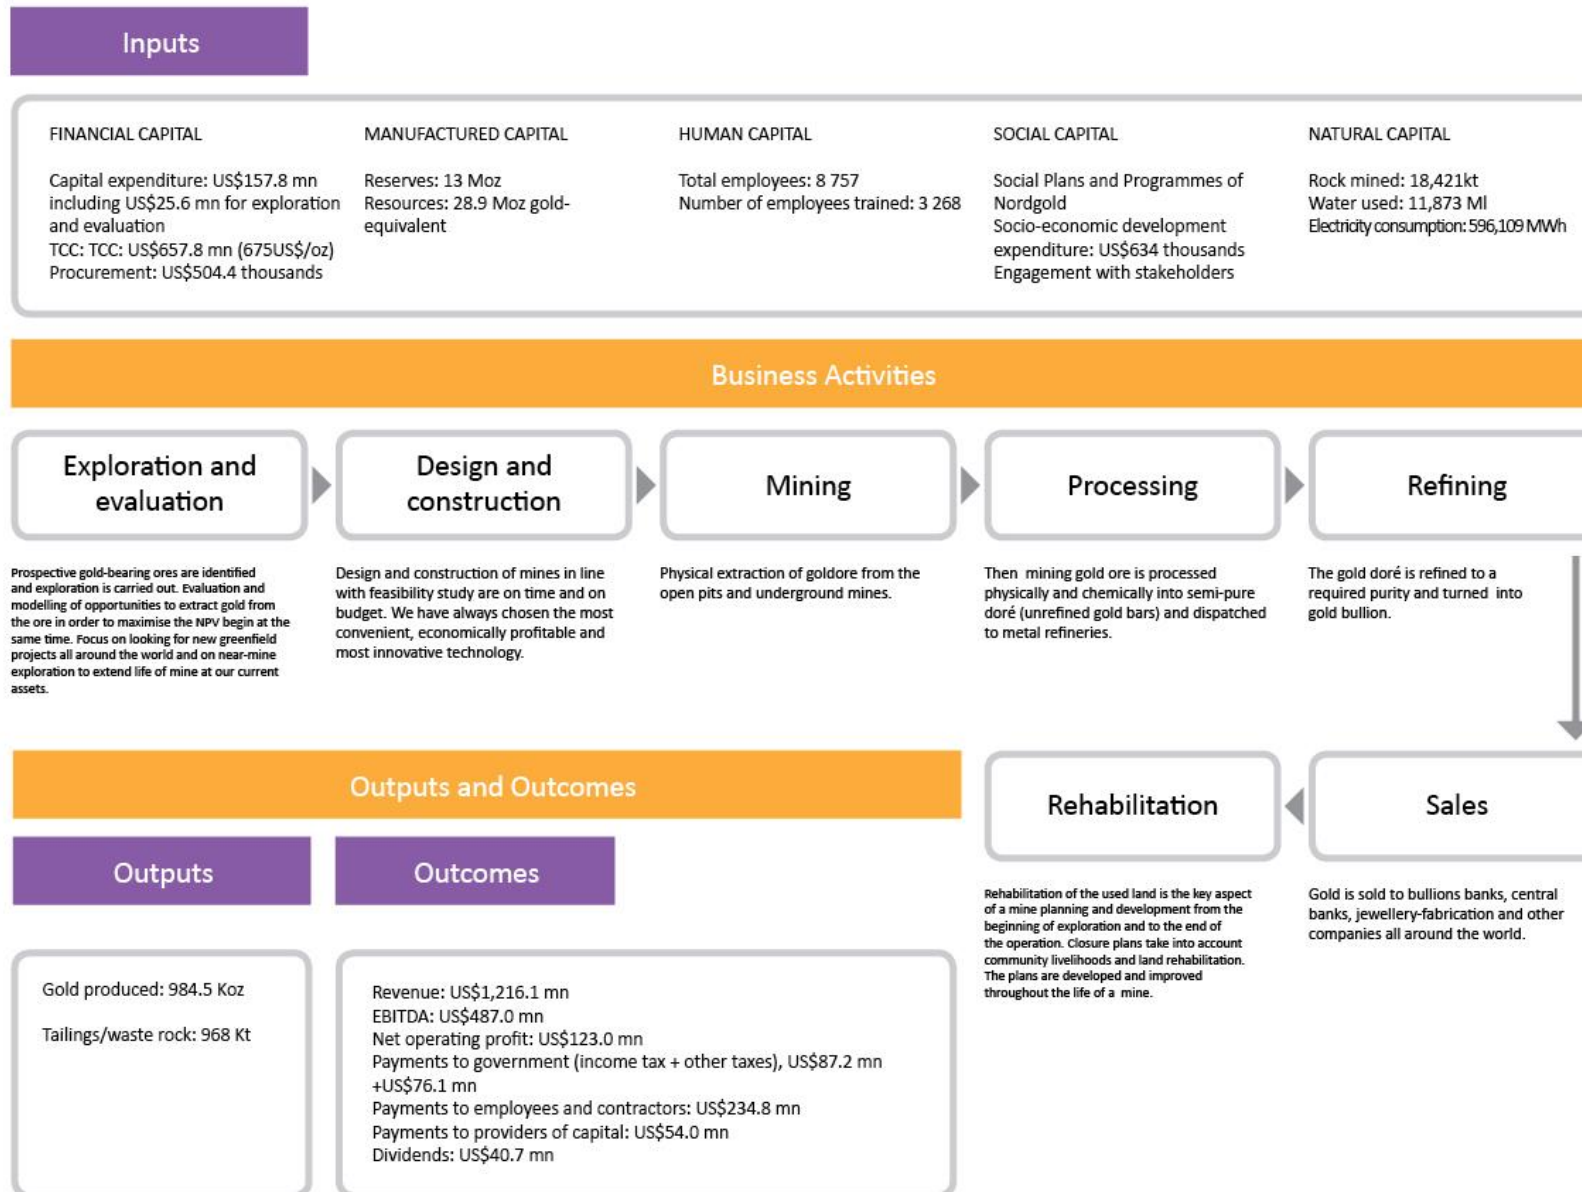 Inputs
FINANCIAL CAPITAL
Capital expenditure: US$157.8 mn
including US$25.6 mn for exploration
and evaluation
TCC: TCC: US$657.8 mn (675US$/oz)
Procurement: US$504.4 thousands
MANUFACTURED CAPITAL
Reserves: 13 Moz
Resources: 28.9 Moz gold-
equivalent
HUMAN CAPITAL
Total employees: 8 757
Number of employees trained: 3 268
SOCIAL CAPITAL
Social Plans and Programmes of
Nordgold
Socio-economic development
expenditure: US$634 thousands
Engagement with stakeholders
NATURAL CAPITAL
Rock mined: 18,421kt
Water used: 11,873 Ml
Electricity consumption: 596,109 MWh
Business Activities
Exploration and
evaluation
Prospective gold-bearing ores are identified
and exploration is carried out. Evaluation and
modelling of opportunities to extract gold from
the ore in order to maximise the NPV begin at the
same time. Focus on looking for new greenfield
projects all around the world and on near-mine
exploration to extend life of mine at our current
assets.
Design and
construction
Design and construction of mines in line
with feasibility study are on time and on
budget. We have always chosen the most
convenient, economically profitable and
most innovative technology.
Mining
Physical extraction of goldore from the
open pits and underground mines.
Processing
Then mining gold ore is processed
physically and chemically into semi-pure
doré (unrefined gold bars) and dispatched
to metal refineries.
Refining
The gold doré is refined to a
required purity and turned into
gold bullion.
Sales
Gold is sold to bullions banks, central
banks, jewellery-fabrication and other
companies all around the world.
Rehabilitation
Rehabilitation of the used land is the key aspect
of a mine planning and development from the
beginning of exploration and to the end of
the operation. Closure plans take into account
community livelihoods and land rehabilitation.
The plans are developed and improved
throughout the life of a mine.
Outputs and Outcomes
Outputs
Gold produced: 984.5 Koz
Tailings/waste rock: 968 Kt
Outcomes
Revenue: US$1,216.1 mn
EBITDA: US$487.0 mn
Net operating profit: US$123.0 mn
Payments to government (income tax + other taxes), US$87.2 mn
+US$76.1 mn
Payments to employees and contractors: US$234.8 mn
Payments to providers of capital: US$54.0 mn
Dividends: US$40.7 mn